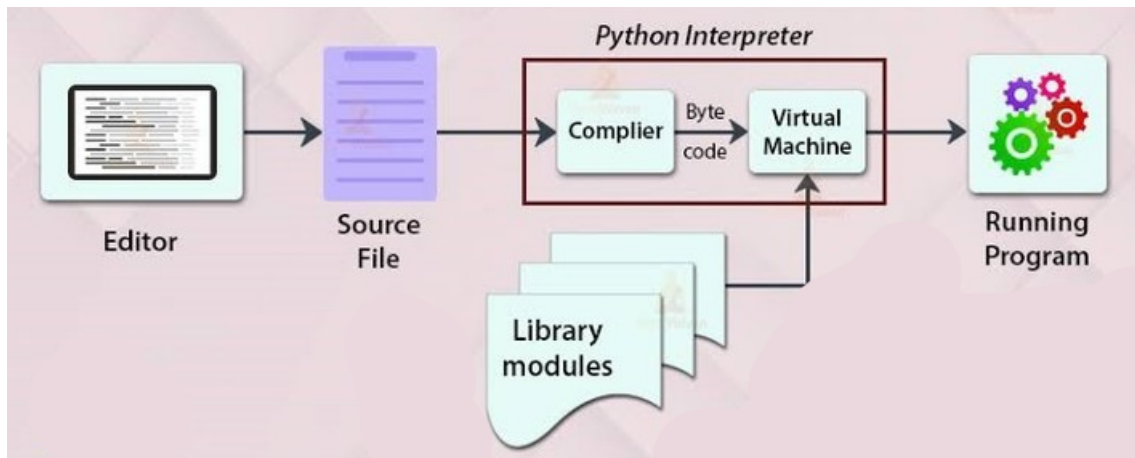 Python Interpreter
Editor
Source
File
Complier
Byte
code
Virtual
Machine
Running
Program
Library
modules